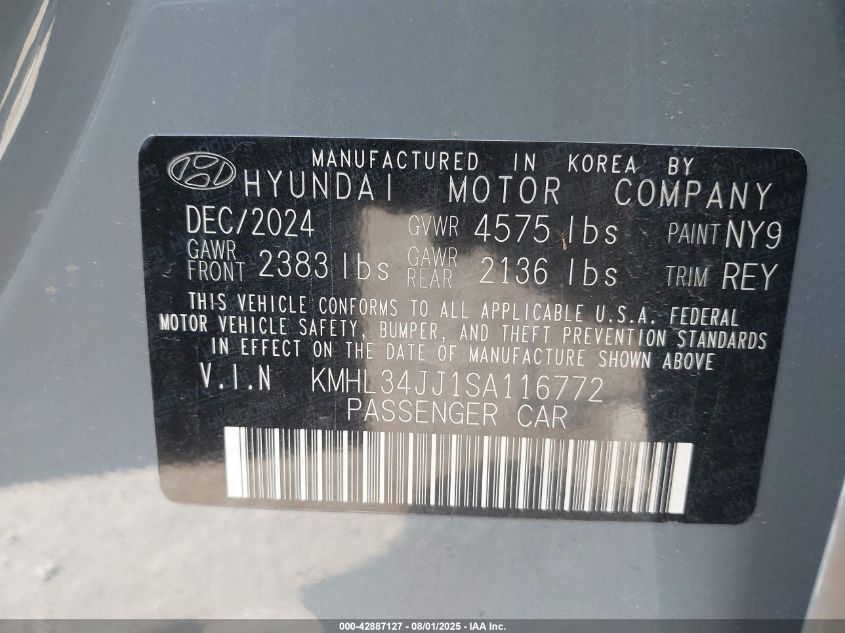 MANUFACTURED IN KOREA BY
HYUNDAI MOTOR COMPANY
DEC/2024 GVWR 4575 lbs PAINT NY9
GAWR FRONT 2383 lbs GAWR REAR 2136 lbs TRIM REY
THIS VEHICLE CONFORMS TO ALL APPLICABLE U.S.A. FEDERAL
MOTOR VEHICLE SAFETY, BUMPER, AND THEFT PREVENTION STANDARDS
IN EFFECT ON THE DATE OF MANUFACTURE SHOWN ABOVE
V.I.N KMHL34JJ1SA116772
PASSENGER CAR
000-42887127 - 08/01/2025 - IAA Inc.